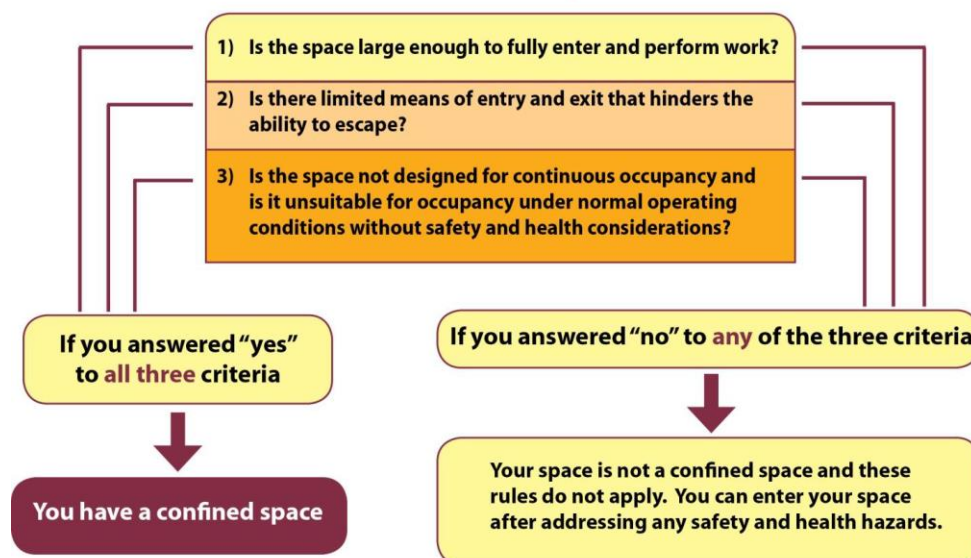 1) Is the space large enough to fully enter and perform work?
2) Is there limited means of entry and exit that hinders the
ability to escape?
3) Is the space not designed for continuous occupancy and
is it unsuitable for occupancy under normal operating
conditions without safety and health considerations?
If you answered “yes”
to all three criteria
If you answered “no” to any of the three criteria
You have a confined space
Your space is not a confined space and these
rules do not apply. You can enter your space
after addressing any safety and health hazards.